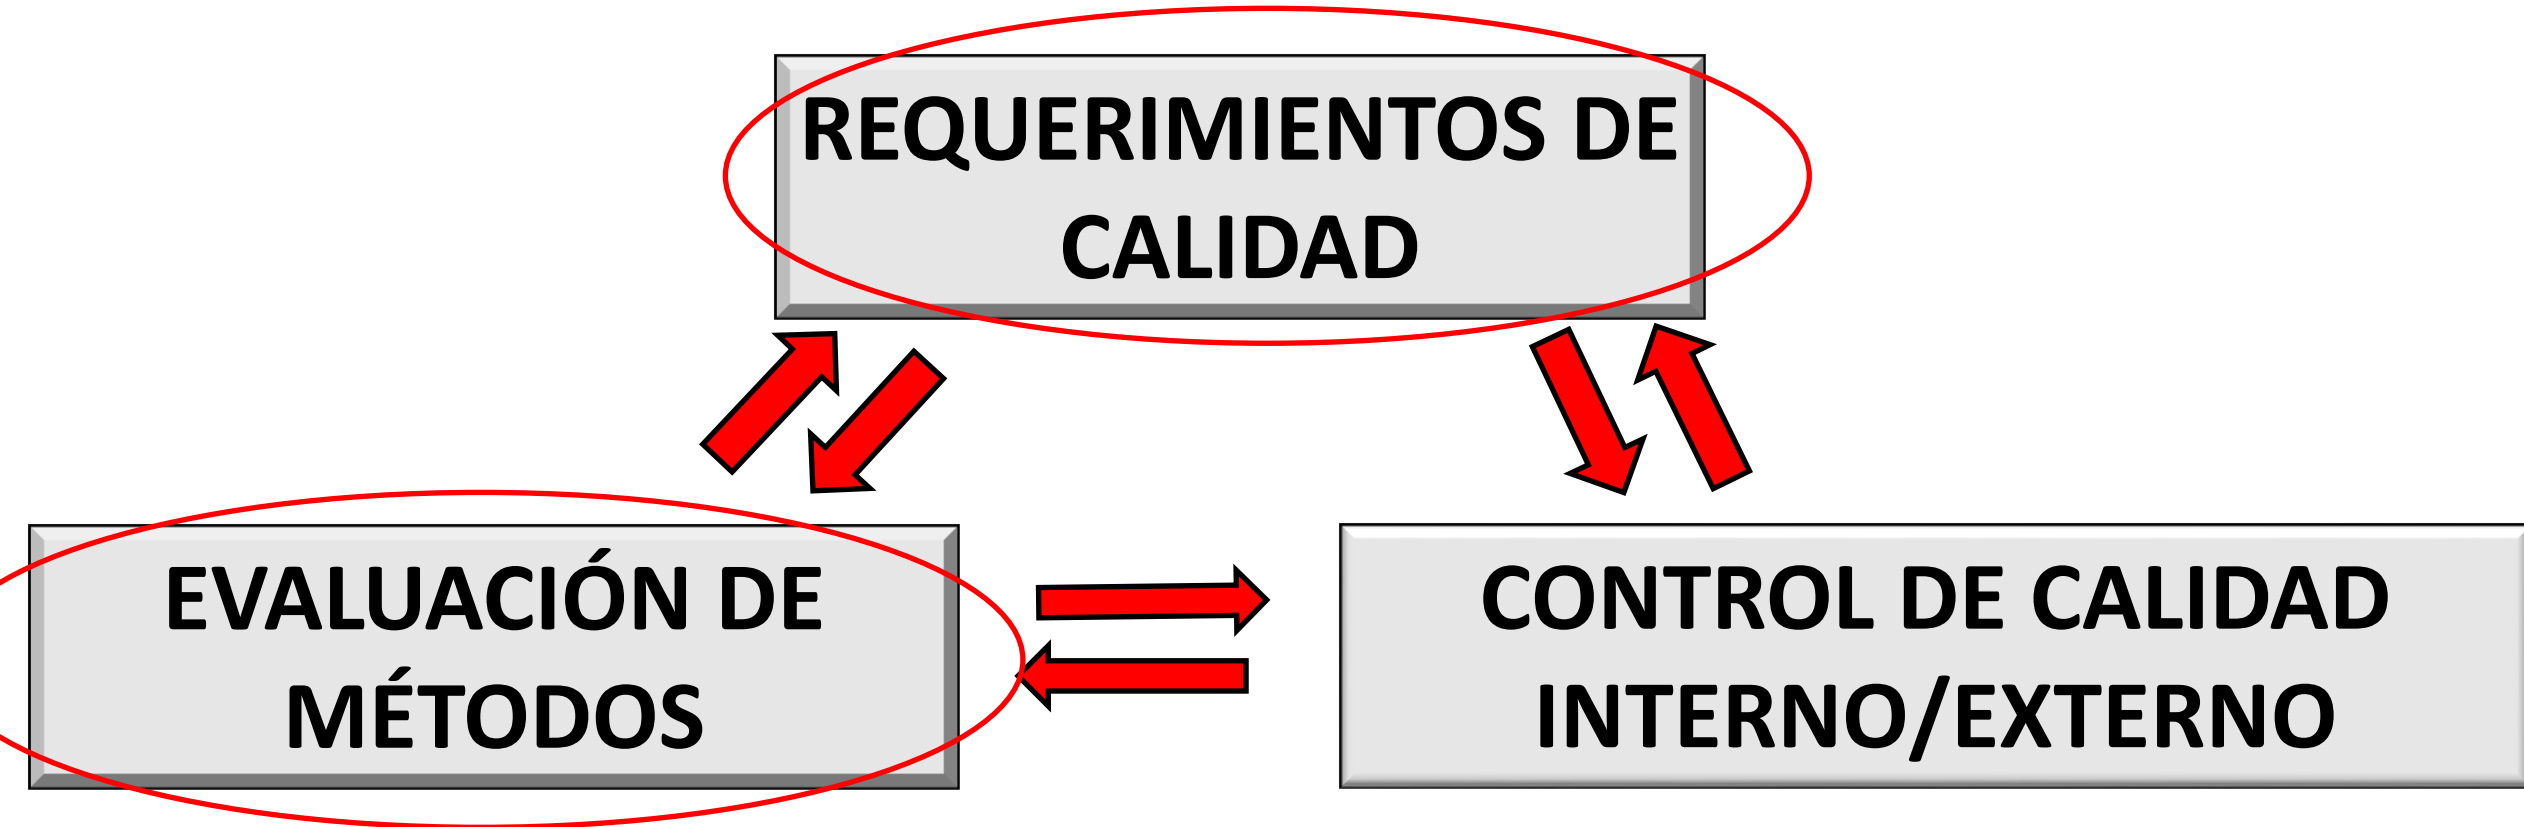 REQUERIMIENTOS DE
CALIDAD
EVALUACIÓN DE
MÉTODOS
CONTROL DE CALIDAD
INTERNO/EXTERNO